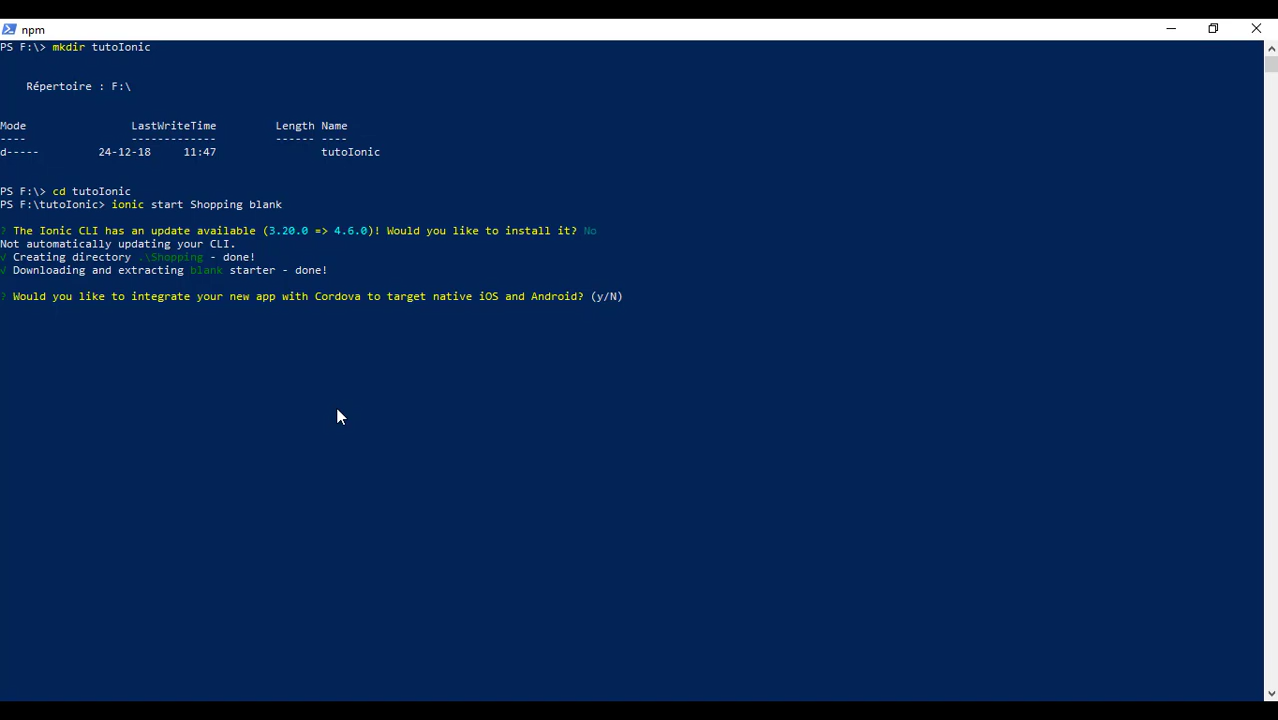 npm
PS F:\> mkdir tutoIonic
Répertoire : F:\
Mode LastWriteTime Length Name
---- ------------- ------ ----
d----- 24-12-18 11:47 tutoIonic
PS F:\> cd tutoIonic
PS F:\tutoIonic> ionic start Shopping blank
? The Ionic CLI has an update available (3.20.0 => 4.6.0)! Would you like to install it? No
Not automatically updating your CLI.
√ Creating directory .\Shopping - done!
√ Downloading and extracting blank starter - done!
? Would you like to integrate your new app with Cordova to target native iOS and Android? (y/N)